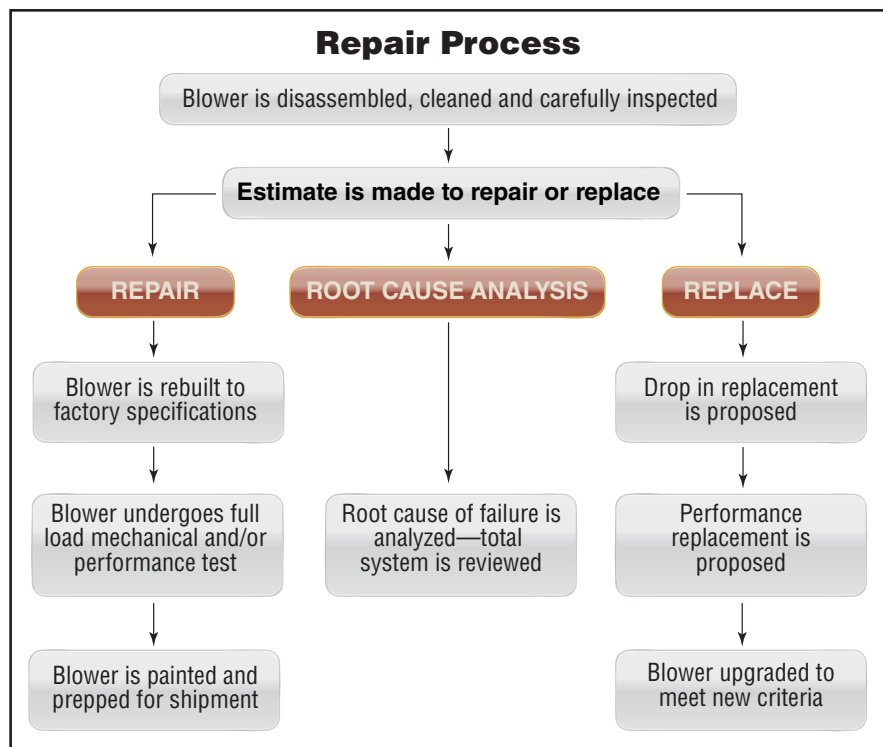 Repair Process
Blower is disassembled, cleaned and carefully inspected
Estimate is made to repair or replace
REPAIR
Blower is rebuilt to
factory specifications
Blower undergoes full
load mechanical and/or
performance test
Blower is painted and
prepped for shipment
ROOT CAUSE ANALYSIS
Root cause of failure is
analyzed—total
system is reviewed
REPLACE
Drop in replacement
is proposed
Performance
replacement is
proposed
Blower upgraded to
meet new criteria